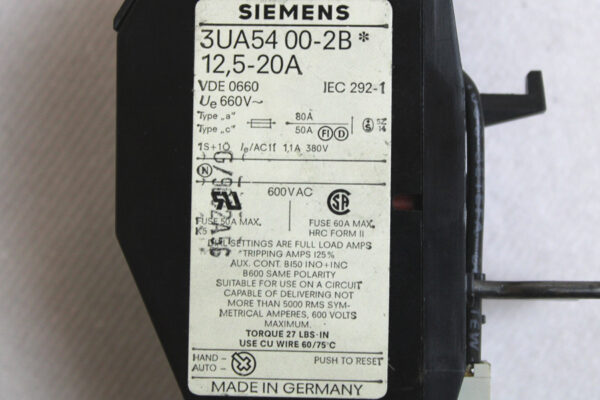 SIEMENS
3UA54 00-2B *
12,5-20A
VDE 0660 IEC 292-1
Ue 660V~
Type „a" 80A
Type „c" 50A
1S+1Ö Ie/AC11 1,1A 380V
N
600VAC
FUSE 50A MAX. FUSE 60A MAX.
K5 HRC FORM II
DIAL SETTINGS ARE FULL LOAD AMPS
TRIPPING AMPS 125%
AUX. CONT. B150 1NO+1NC
B600 SAME POLARITY
SUITABLE FOR USE ON A CIRCUIT
CAPABLE OF DELIVERING NOT
MORE THAN 5000 RMS SYM-
METRICAL AMPERES, 600 VOLTS
MAXIMUM.
TORQUE 27 LBS-IN
USE CU WIRE 60/75°C
HAND - PUSH TO RESET
AUTO -
MADE IN GERMANY